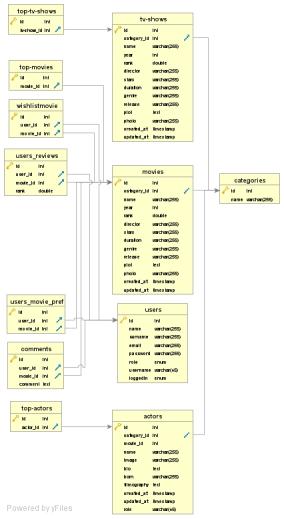 top-tv-shows
id int
tv-show_id int
tv-shows
id int
category_id int
name varchar(255)
year int
rank double
director varchar(255)
stars varchar(255)
duration varchar(255)
genre varchar(255)
release varchar(255)
plot text
photo varchar(255)
created_at timestamp
updated_at timestamp
top-movies
id int
movie_id int
wishlistmovie
id int
user_id int
movie_id int
users_reviews
id int
user_id int
movie_id int
rank double
movies
id int
category_id int
name varchar(255)
year int
rank double
director varchar(255)
stars varchar(255)
duration varchar(255)
genre varchar(255)
release varchar(255)
plot text
photo varchar(255)
created_at timestamp
updated_at timestamp
categories
id int
name varchar(255)
users_movie_pref
id int
user_id int
movie_id int
users
id int
name varchar(255)
surname varchar(255)
email varchar(255)
password varchar(255)
role enum
username varchar(45)
loggedin enum
comments
id int
user_id int
movie_id int
comment text
top-actors
id int
actor_id int
actors
id int
category_id int
movie_id int
name varchar(255)
image varchar(255)
bio text
born varchar(255)
filmography text
created_at timestamp
updated_at timestamp
role varchar(45)
Powered by yFiles